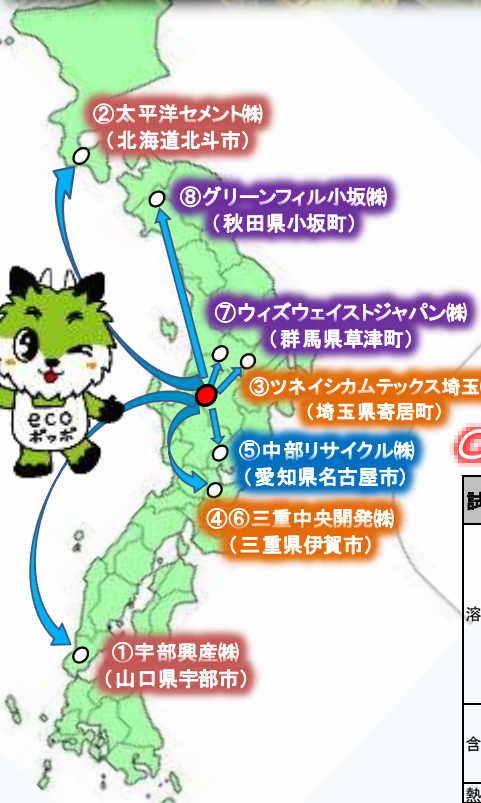 ②太平洋セメント㈱
（北海道北斗市）
⑧グリーンフィル小坂㈱
（秋田県小坂町）
⑦ウィズウェイストジャパン㈱
（群馬県草津町）
③ツネイシカムテックス埼玉
（埼玉県寄居町）
eco
ポッポ
⑤中部リサイクル㈱
（愛知県名古屋市）
④⑥三重中央開発㈱
（三重県伊賀市）
①宇部興産㈱
（山口県宇部市）
試
溶
含
熱